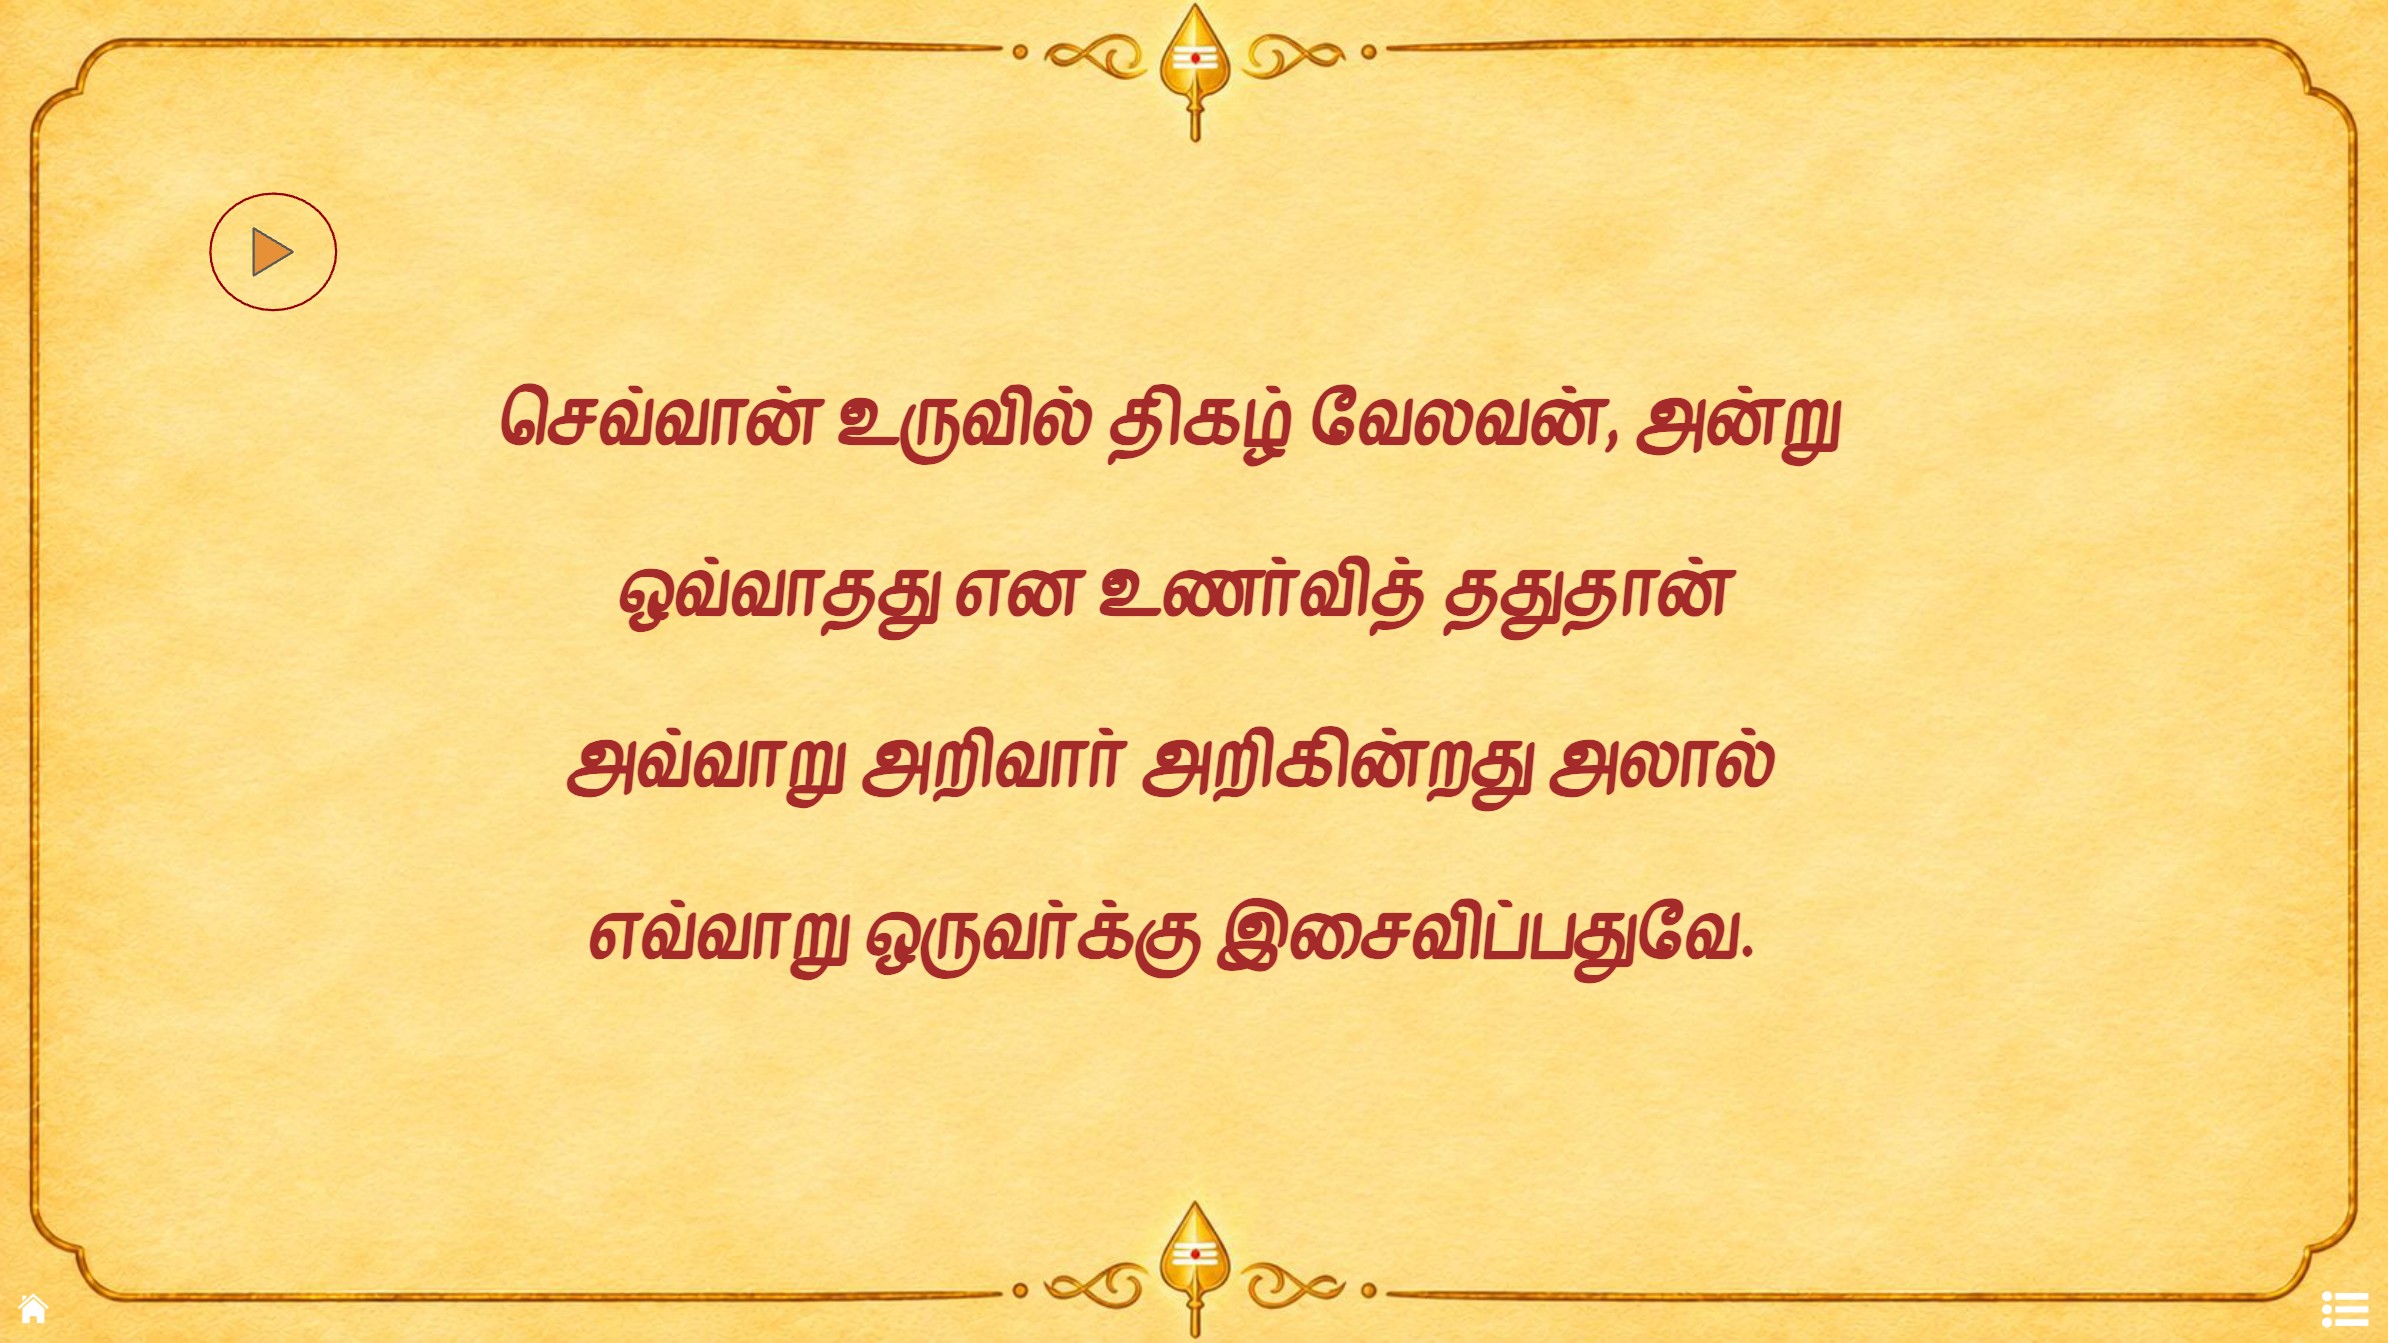 செவ்வான் உருவில் திகழ் வேலவன், அன்று
ஒவ்வாதது என உணர்வித் ததுதான்
அவ்வாறு அறிவார் அறிகின்றது அலால்
எவ்வாறு ஒருவர்க்கு இசைவிப்பதுவே.